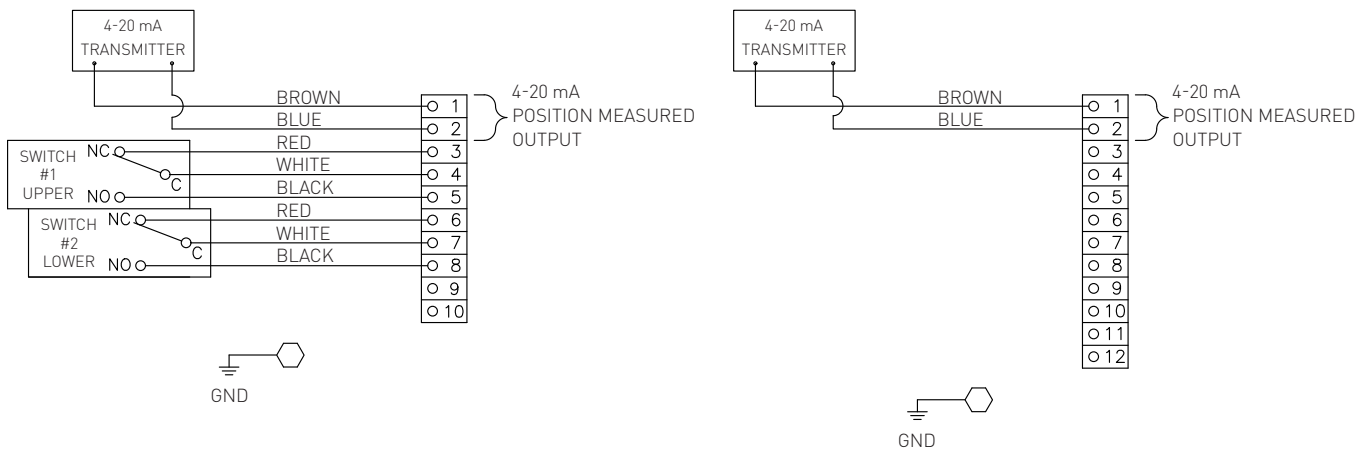 4-20 mA
TRANSMITTER
BROWN
BLUE
RED
WHITE
BLACK
RED
WHITE
BLACK
1
2
3
4
5
6
7
8
9
10
4-20 mA
POSITION MEASURED
OUTPUT
SWITCH
#1
UPPER
NC
C
NO
SWITCH
#2
LOWER
NC
C
NO
GND
4-20 mA
TRANSMITTER
BROWN
BLUE
1
2
3
4
5
6
7
8
9
10
11
12
4-20 mA
POSITION MEASURED
OUTPUT
GND